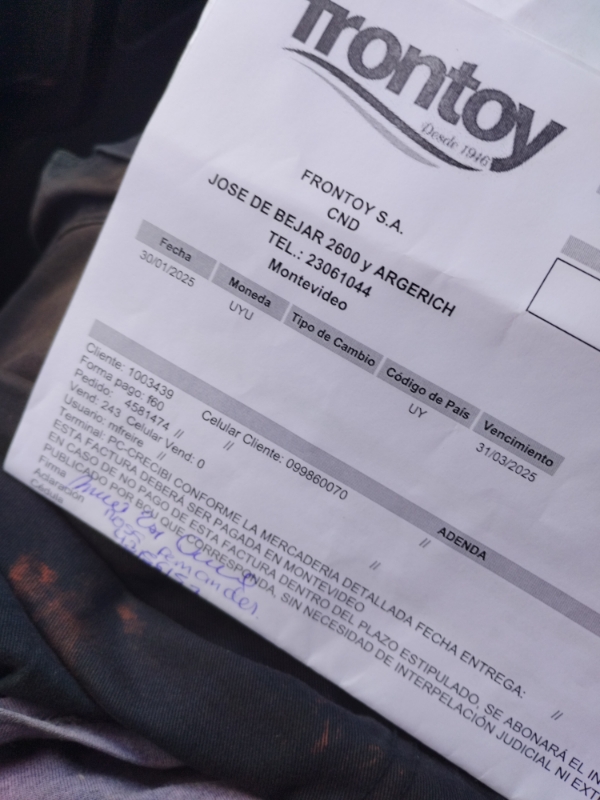 frontoy
Desde 1946
FRONTOY S.A.
CND
JOSE DE BEJAR 2600 y ARGERICH
TEL.: 23061044
Montevideo
Fecha Moneda Tipo de Cambio Código de País Vencimiento
30/01/2025 UYU UY 31/03/2025
ADENDA
Cliente: 1003439 Celular Cliente: 099860070
Forma pago: f60
Pedido: 4581474 // // // //
Vend: 243 Celular Vend: 0
Usuario: mfreire //
Terminal: PC-CRECIBI CONFORME LA MERCADERIA DETALLADA FECHA ENTREGA: //
ESTA FACTURA DEBERÁ SER PAGADA EN MONTEVIDEO
EN CASO DE NO PAGO DE ESTA FACTURA DENTRO DEL PLAZO ESTIPULADO, SE ABONARÁ EL IN
PUBLICADO POR BCU QUE CORRESPONDA, SIN NECESIDAD DE INTERPELACIÓN JUDICIAL NI EXT
Firma
Aclaración Fernandez
Cédula